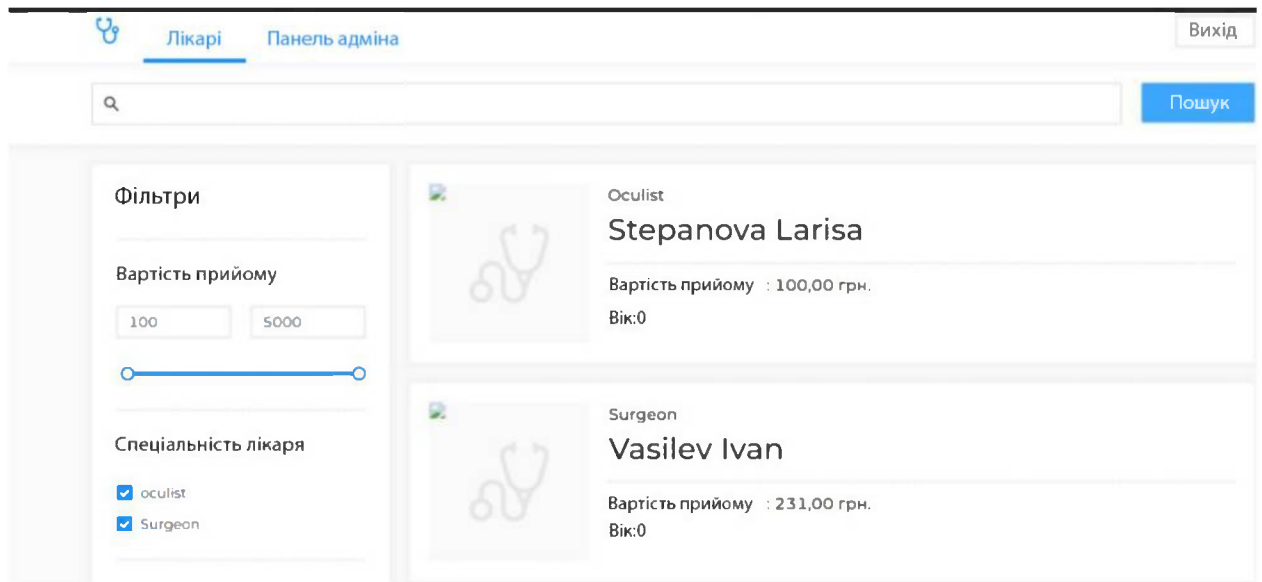 Лікарі Панель адміна Вихід
Пошук
Фільтри
Вартість прийому
100 5000
Спеціальність лікаря
oculist
Surgeon
Oculist
Stepanova Larisa
Вартість прийому : 100,00 грн.
Вік:0
Surgeon
Vasilev Ivan
Вартість прийому : 231,00 грн.
Вік:0